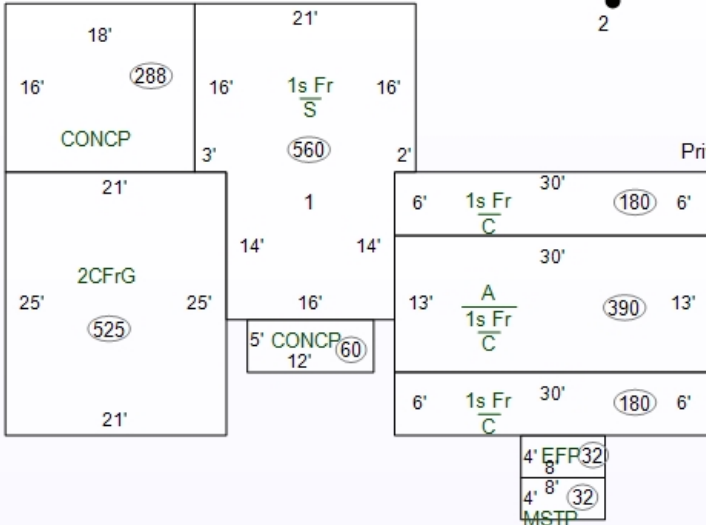 2
18'
21'
16'
288
16'
1s Fr
S
16'
CONCP
3'
560
2'
Pri
21'
30'
6'
1s Fr
C
180
6'
1
14'
14'
30'
2CFrG
25'
25'
525
16'
13'
A
1s Fr
C
390
13'
5'
CONCP
60
12'
30'
6'
1s Fr
C
180
6'
21'
4'
EFP
32
8'
8'
4'
32
MSTP